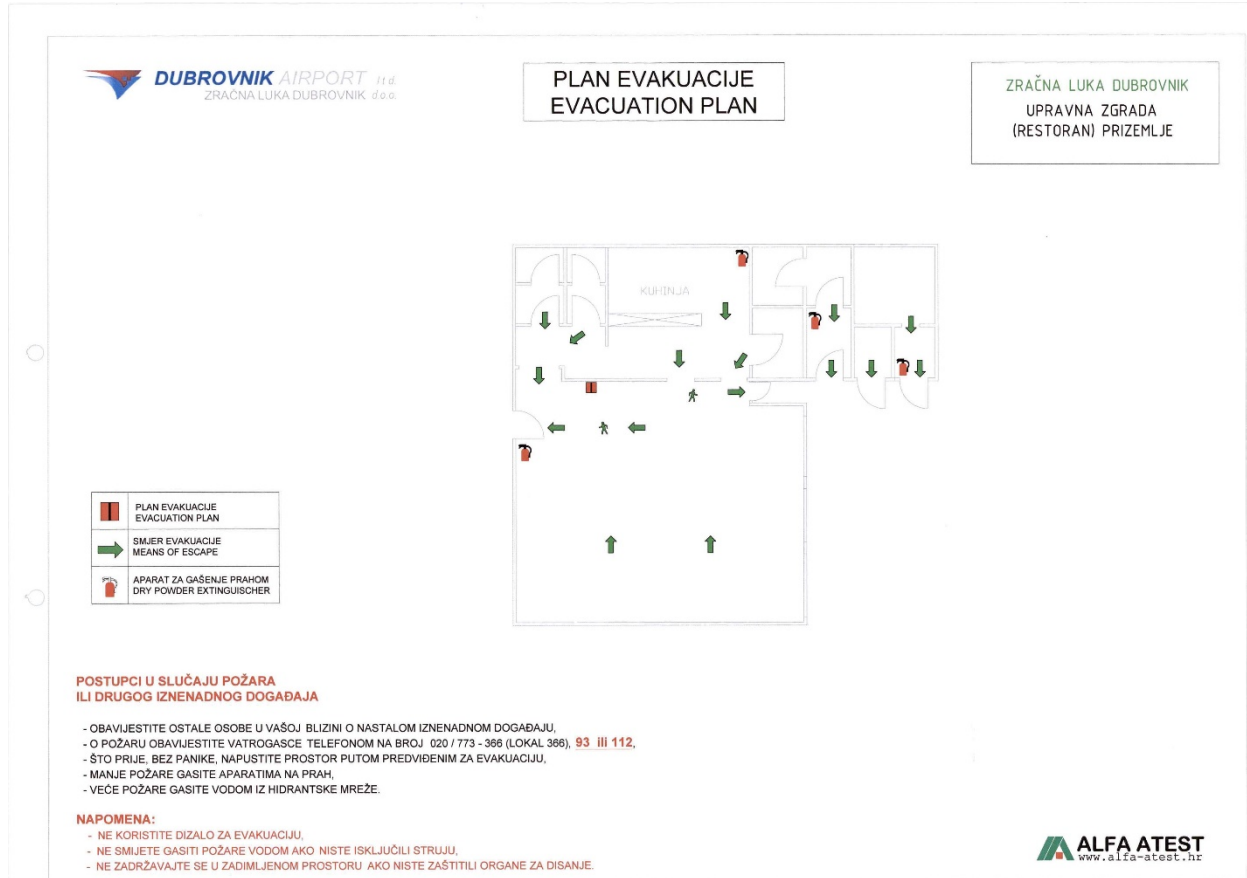 DUBROVNIK AIRPORT ltd.
ZRAČNA LUKA DUBROVNIK d.o.o.
PLAN EVAKUACIJE
EVACUATION PLAN
ZRAČNA LUKA DUBROVNIK
UPRAVNA ZGRADA
(RESTORAN) PRIZEMLJE
KUHINJA
PLAN EVAKUACIJE
EVACUATION PLAN
SMJER EVAKUACIJE
MEANS OF ESCAPE
APARAT ZA GAŠENJE PRAHOM
DRY POWDER EXTINGUISCHER
POSTUPCI U SLUČAJU POŽARA
ILI DRUGOG IZNENADNOG DOGAĐAJA
- OBAVIJESTITE OSTALE OSOBE U VAŠOJ BLIZINI O NASTALOM IZNENADNOM DOGAĐAJU,
- O POŽARU OBAVIJESTITE VATROGASCE TELEFONOM NA BROJ 020 / 773 - 366 (LOKAL 366), 93 ili 112,
- ŠTO PRIJE, BEZ PANIKE, NAPUSTITE PROSTOR PUTOM PREDVIĐENIM ZA EVAKUACIJU,
- MANJE POŽARE GASITE APARATIMA NA PRAH,
- VEĆE POŽARE GASITE VODOM IZ HIDRANTSKE MREŽE.
NAPOMENA:
- NE KORISTITE DIZALO ZA EVAKUACIJU,
- NE SMIJETE GASITI POŽARE VODOM AKO NISTE ISKLJUČILI STRUJU,
- NE ZADRŽAVAJTE SE U ZADIMLJENOM PROSTORU AKO NISTE ZAŠTITILI ORGANE ZA DISANJE.
ALFA ATEST
www.alfa-atest.hr